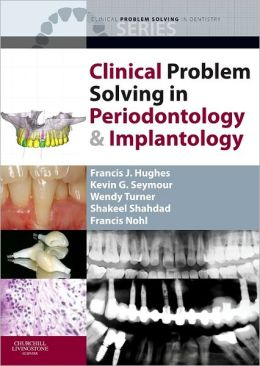 CLINICAL PROBLEM SOLVING IN DENTISTRY
SERIES
Clinical Problem
Solving in
Periodontology
& Implantology
Francis J. Hughes
Kevin G. Seymour
Wendy Turner
Shakeel Shahdad
Francis Nohl
CHURCHILL
LIVINGSTONE
ELSEVIER